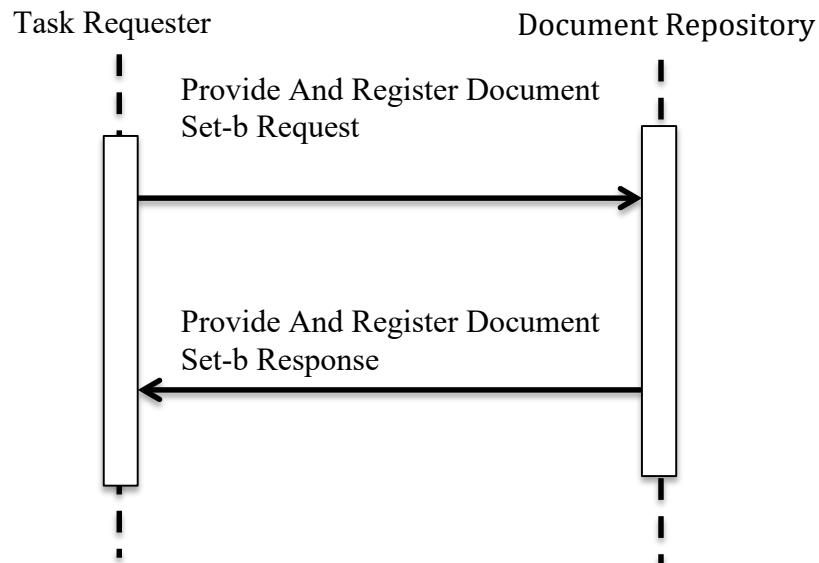 Task Requester
Document Repository
Provide And Register Document
Set-b Request
Provide And Register Document
Set-b Response